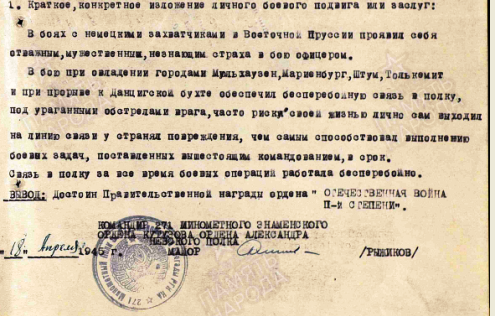 1. Краткое, конкретное изложение личного боевого подвига или заслуг:
В боях с немецкими захватчиками в Восточной Пруссии проявил себя
отважным, мужественным, незнающим страха в бою офицером.
В бою при овладении городами Мульхаузен, Мариенбург, Штум, Толькемит
и при прорыве к Данцигской бухте обеспечил бесперебойную связь в полку,
под ураганными обстрелами врага, часто рискуя своей жизнью лично сам выходил
на линию связи у странял повреждения, чем самым способствовал выполнению
боевых задач, поставленных вышестоящим командованием, в срок.
Связь в полку за все время боевых операций работала бесперебойно.
ВЫВОД: Достоин Правительственной награды ордена " ОТЕЧЕСТВЕННАЯ ВОЙНА
П-й СТЕПЕНИ".
КОМАНДИР 271 МИНОМЕТНОГО ЗНАМЕНСКОГО
ОРДЕНА КУТУЗОВА ОРДЕНА АЛЕКСАНДРА
НЕВСКОГО ПОЛКА
"18" апреля 1945 г. МАЙОР /РЫЖИКОВ/
ПАМЯТЬ
НАРОДА